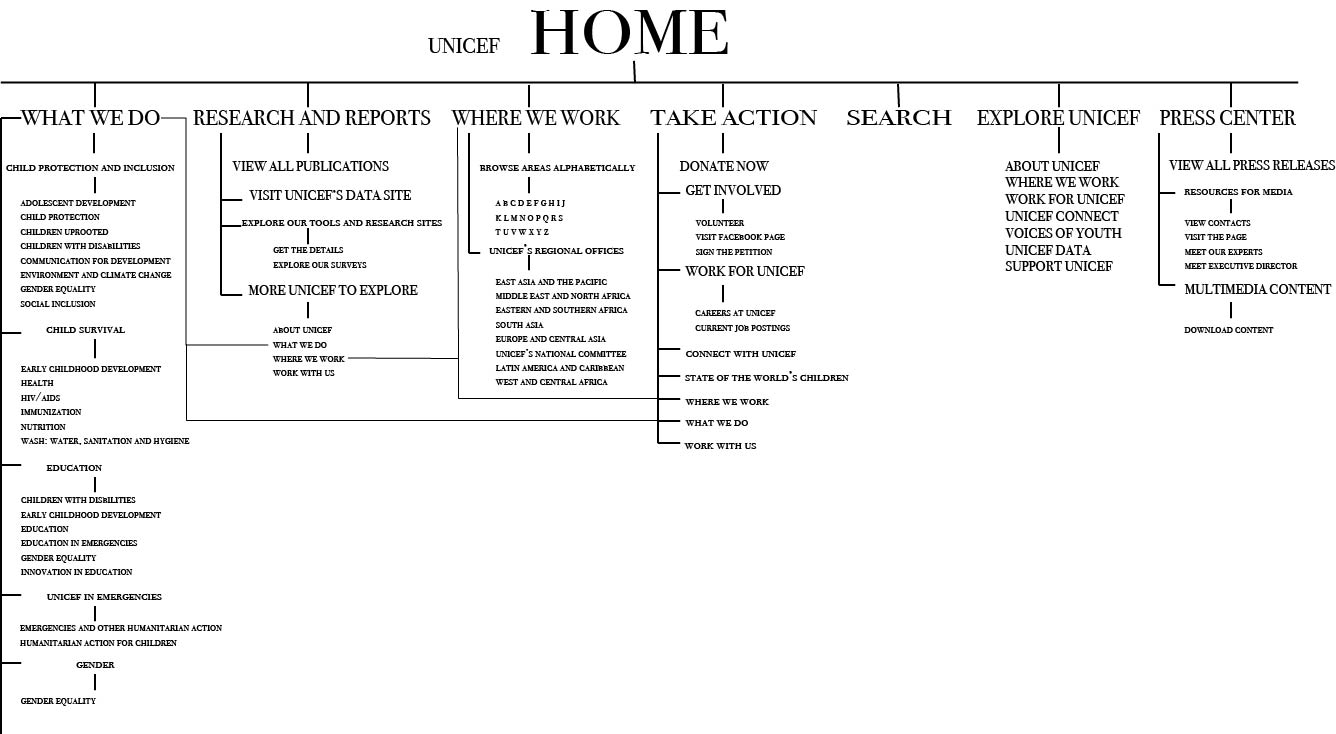 UNICEF HOME
WHAT WE DO
CHILD PROTECTION AND INCLUSION
ADOLESCENT DEVELOPMENT
CHILD PROTECTION
CHILDREN UPROOTED
CHILDREN WITH DISABILITIES
COMMUNICATION FOR DEVELOPMENT
ENVIRONMENT AND CLIMATE CHANGE
GENDER EQUALITY
SOCIAL INCLUSION
CHILD SURVIVAL
EARLY CHILDHOOD DEVELOPMENT
HEALTH
HIV/AIDS
IMMUNIZATION
NUTRITION
WASH: WATER, SANITATION AND HYGIENE
EDUCATION
CHILDREN WITH DISBILITIES
EARLY CHILDHOOD DEVELOPMENT
EDUCATION
EDUCATION IN EMERGENCIES
GENDER EQUALITY
INNOVATION IN EDUCATION
UNICEF IN EMERGENCIES
EMERGENCIES AND OTHER HUMANITARIAN ACTION
HUMANITARIAN ACTION FOR CHILDREN
GENDER
GENDER EQUALITY
RESEARCH AND REPORTS
VIEW ALL PUBLICATIONS
VISIT UNICEF'S DATA SITE
EXPLORE OUR TOOLS AND RESEARCH SITES
GET THE DETAILS
EXPLORE OUR SURVEYS
MORE UNICEF TO EXPLORE
ABOUT UNICEF
WHAT WE DO
WHERE WE WORK
WORK WITH US
WHERE WE WORK
BROWSE AREAS ALPHABETICALLY
A B C D E F G H I J
K L M N O P Q R S
T U V W X Y Z
UNICEF'S REGIONAL OFFICES
EAST ASIA AND THE PACIFIC
MIDDLE EAST AND NORTH AFRICA
EASTERN AND SOUTHERN AFRICA
SOUTH ASIA
EUROPE AND CENTRAL ASIA
UNICEF'S NATIONAL COMMITTEE
LATIN AMERICA AND CARIBBEAN
WEST AND CENTRAL AFRICA
TAKE ACTION
DONATE NOW
GET INVOLVED
VOLUNTEER
VISIT FACEBOOK PAGE
SIGN THE PETITION
WORK FOR UNICEF
CAREERS AT UNICEF
CURRENT JOB POSTINGS
CONNECT WITH UNICEF
STATE OF THE WORLD'S CHILDREN
WHERE WE WORK
WHAT WE DO
WORK WITH US
SEARCH
EXPLORE UNICEF
ABOUT UNICEF
WHERE WE WORK
WORK FOR UNICEF
UNICEF CONNECT
VOICES OF YOUTH
UNICEF DATA
SUPPORT UNICEF
PRESS CENTER
VIEW ALL PRESS RELEASES
RESOURCES FOR MEDIA
VIEW CONTACTS
VISIT THE PAGE
MEET OUR EXPERTS
MEET EXECUTIVE DIRECTOR
MULTIMEDIA CONTENT
DOWNLOAD CONTENT